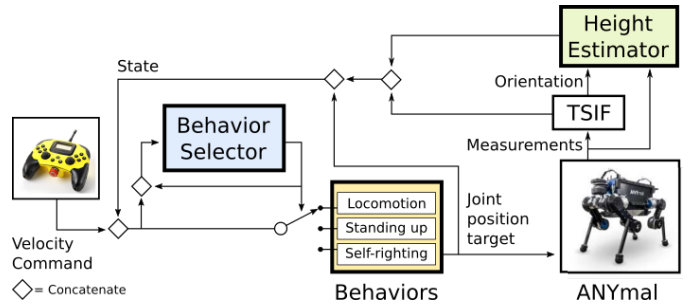 Height
Estimator
State
Orientation
TSIF
Behavior
Selector
Measurements
Locomotion
Standing up
Self-righting
Joint
position
target
Velocity
Command
= Concatenate
Behaviors
ANYmal